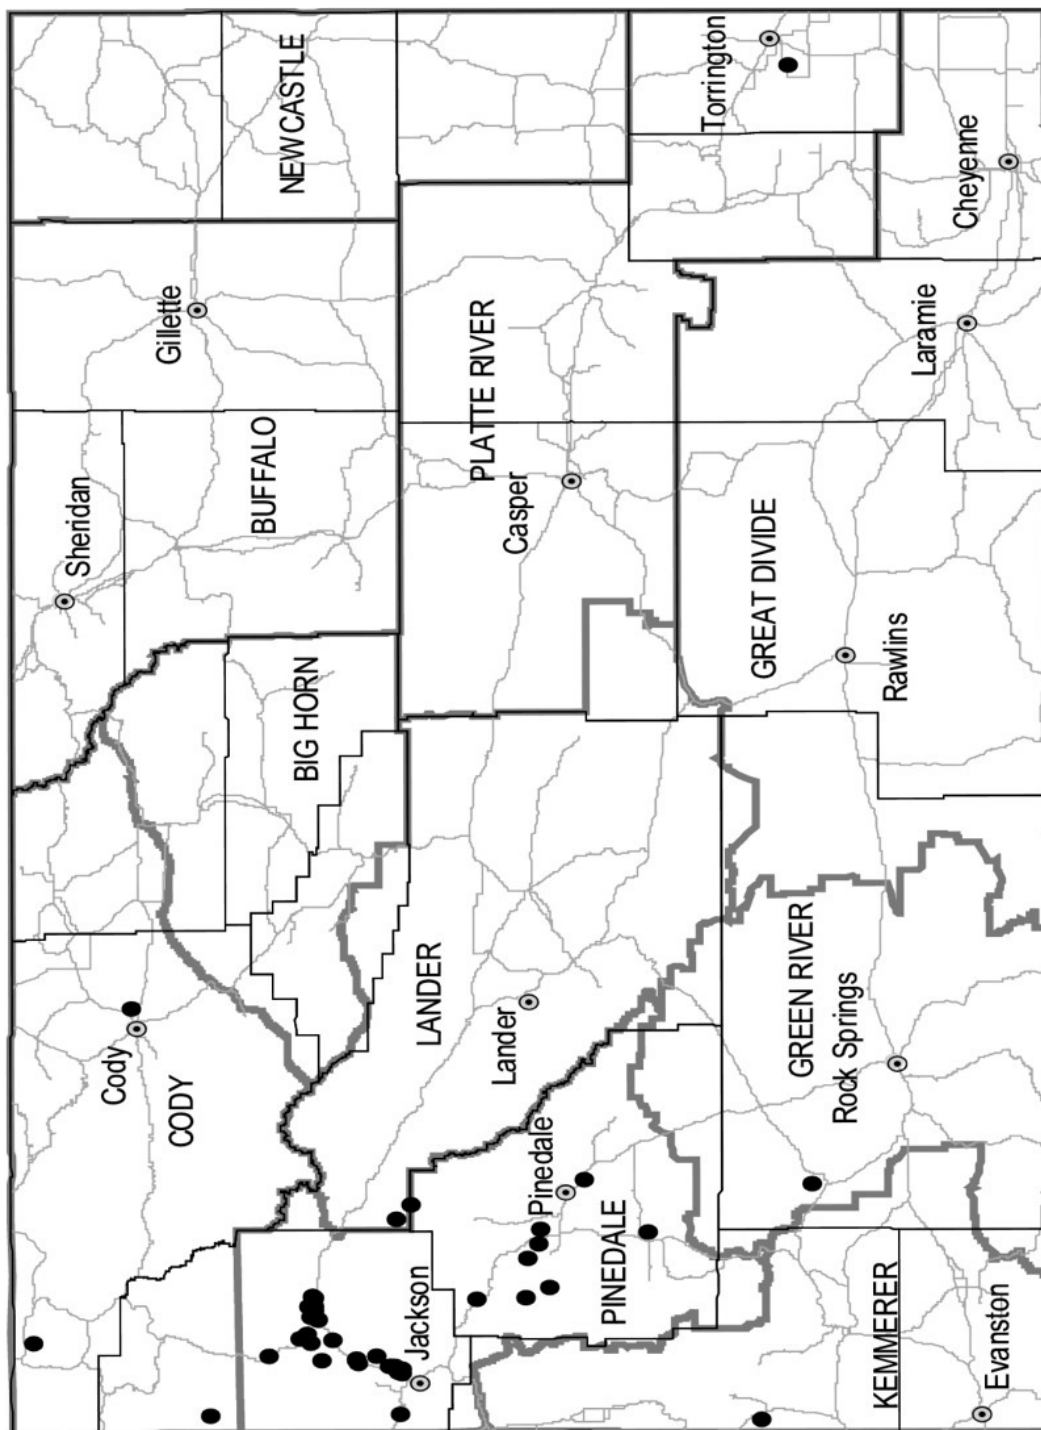 NEWCASTLE
Torrington
Cheyenne
Gillette
PLATTE RIVER
Laramie
Sheridan
BUFFALO
Casper
GREAT DIVIDE
Rawlins
BIG HORN
LANDER
Lander
GREEN RIVER
Rock Springs
Cody
CODY
Pinedale
PINEDALE
Jackson
KEMMERER
Evanston